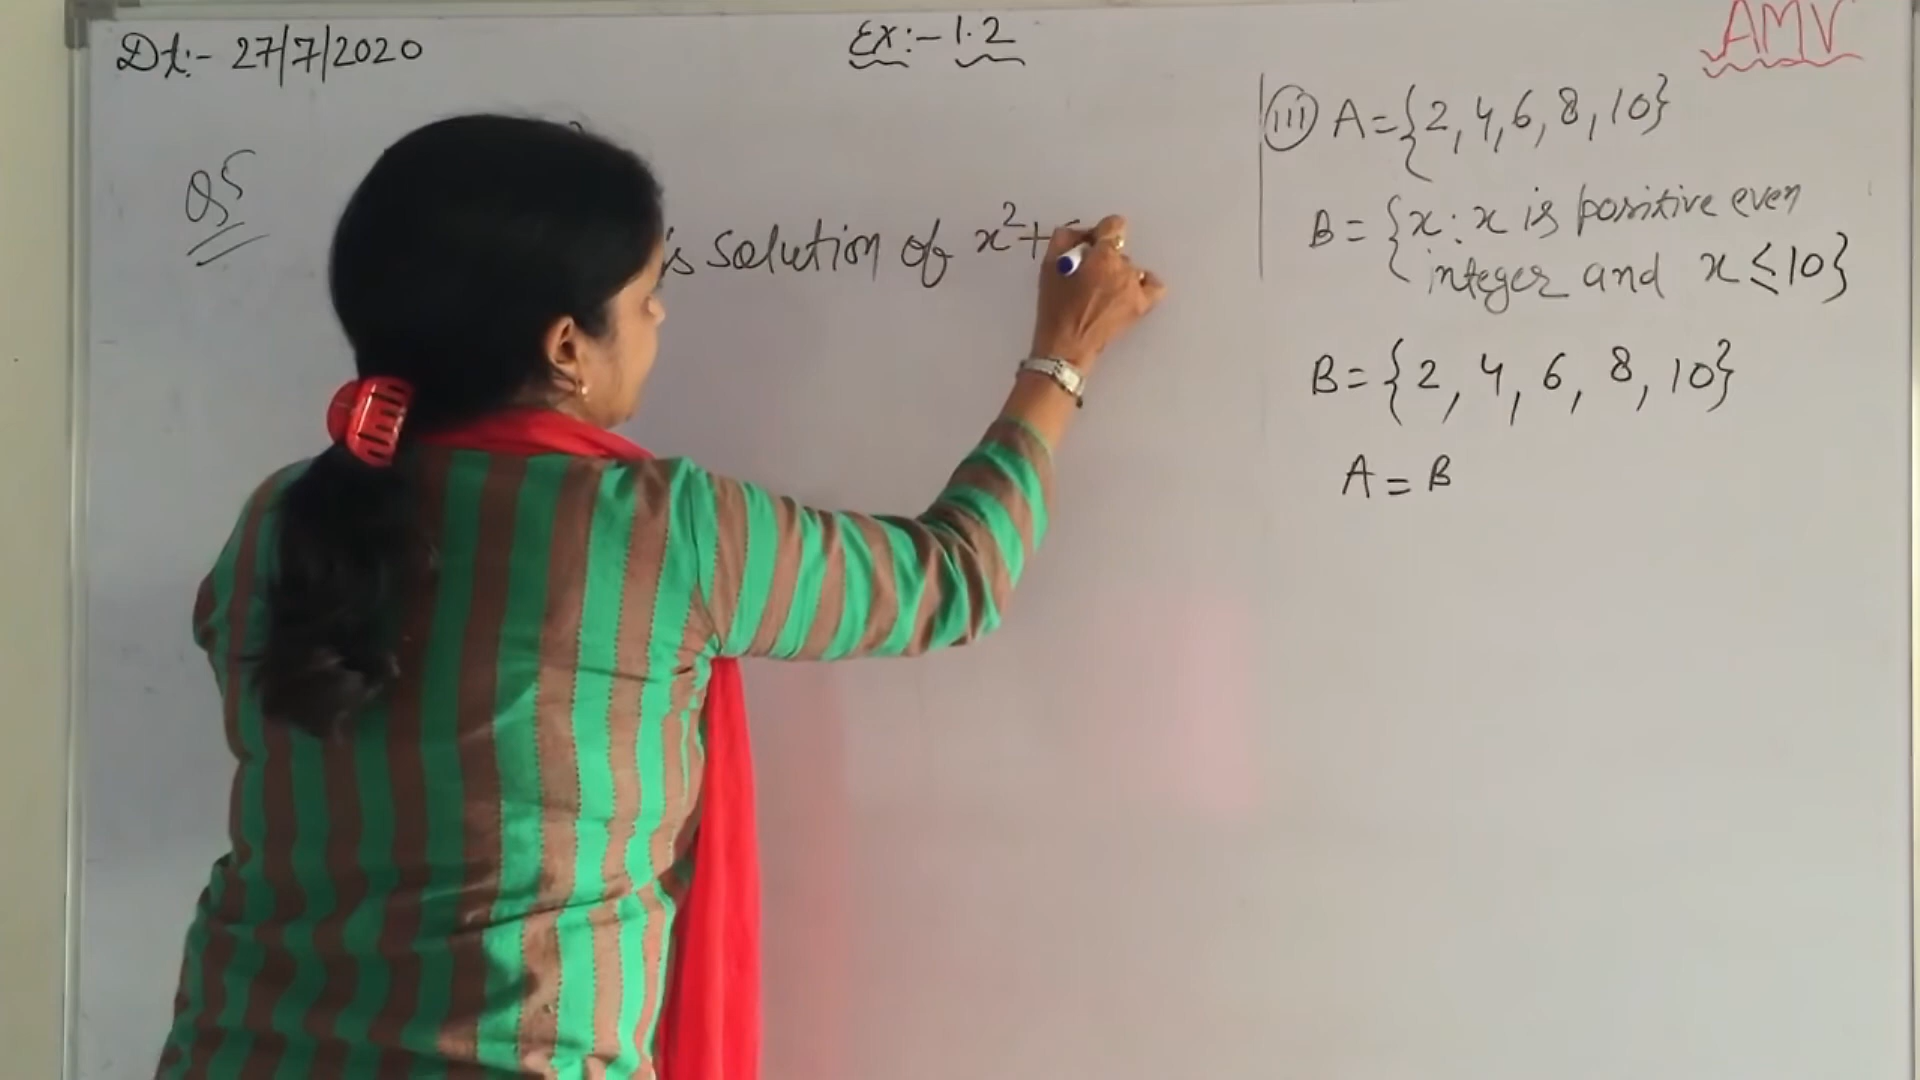 Dt:- 27/7/2020
Ex:- 1.2
AMV
Q5
is solution of x²+
(iii) A={2,4,6,8,10}
B={x:x is positive even
integer and x≤10}
B={2,4,6,8,10}
A=B